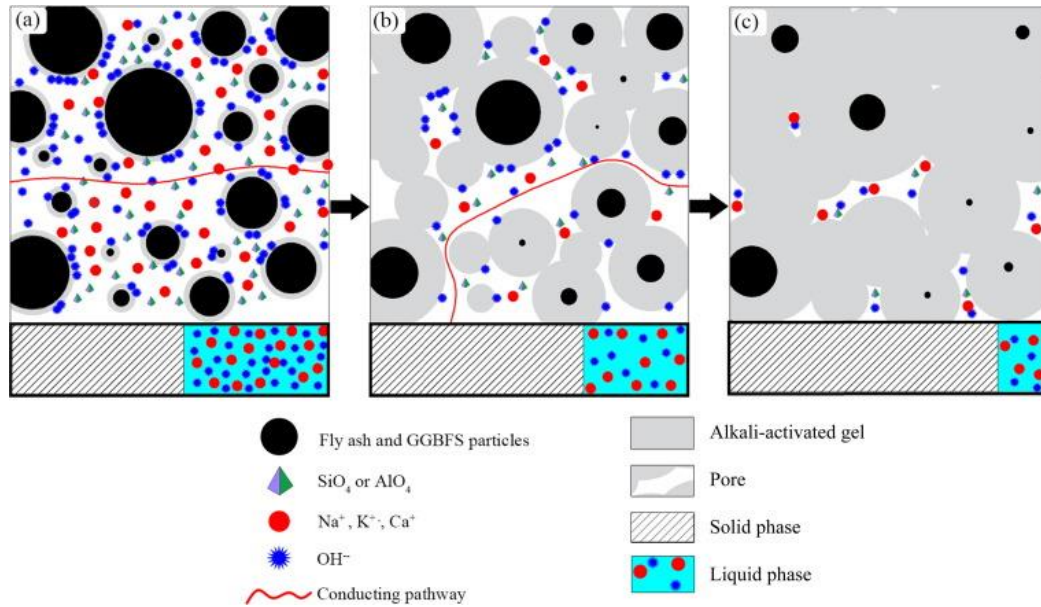 (a)
(b)
(c)
Fly ash and GGBFS particles
SiO₄ or AlO₄
Na⁺, K⁺·, Ca⁺
OH⁻
Conducting pathway
Alkali-activated gel
Pore
Solid phase
Liquid phase